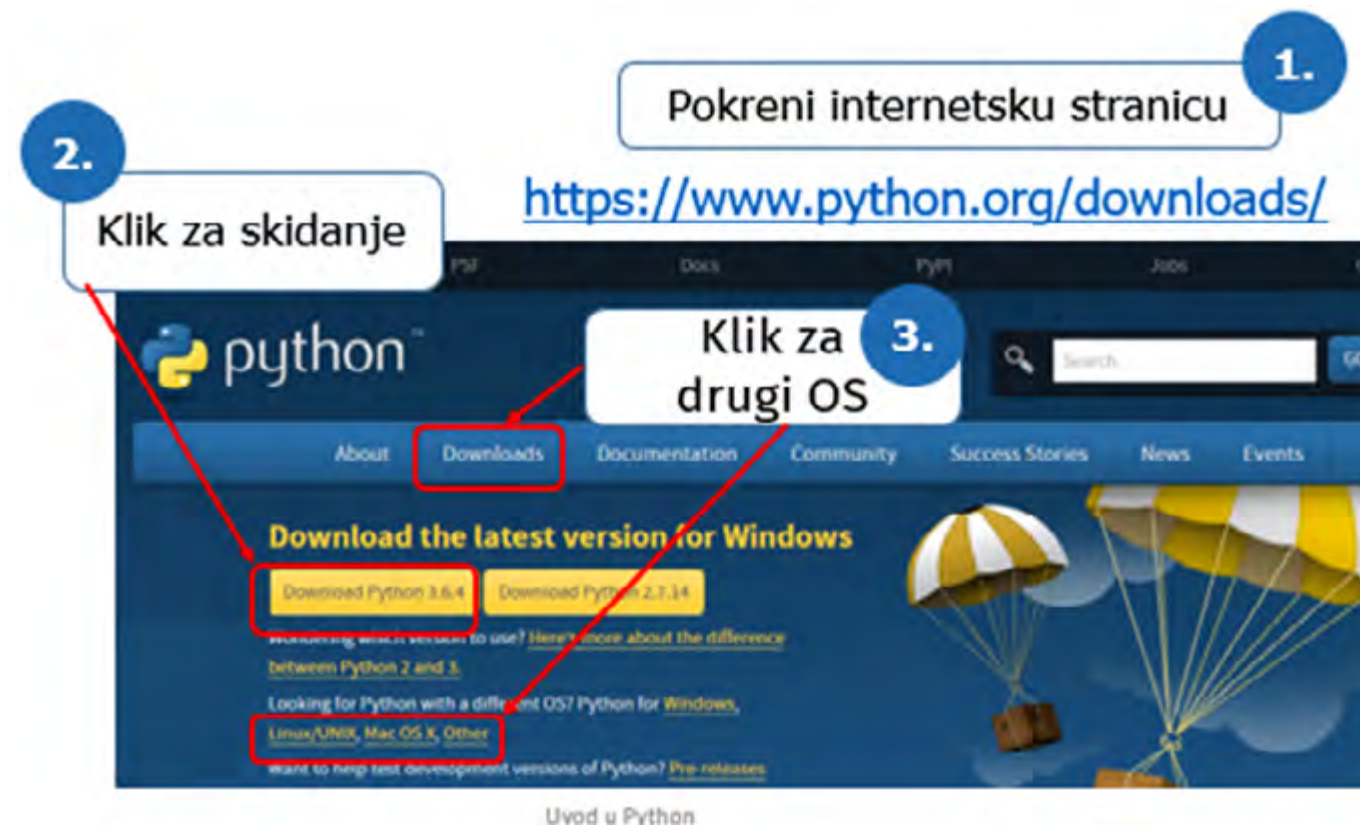 1.
Pokreni internetsku stranicu
2.
Klik za skidanje
https://www.python.org/downloads/
PSF Docs PyPI Jobs
python
Klik za
drugi OS
3.
Search
GO
About Downloads Documentation Community Success Stories News Events
Download the latest version for Windows
Download Python 3.6.4 Download Python 2.7.14
Wondering which version to use? Here's more about the difference
between Python 2 and 3.
Looking for Python with a different OS? Python for Windows,
Linux/UNIX, Mac OS X, Other
Want to help test development versions of Python? Pre-releases
Uvod u Python